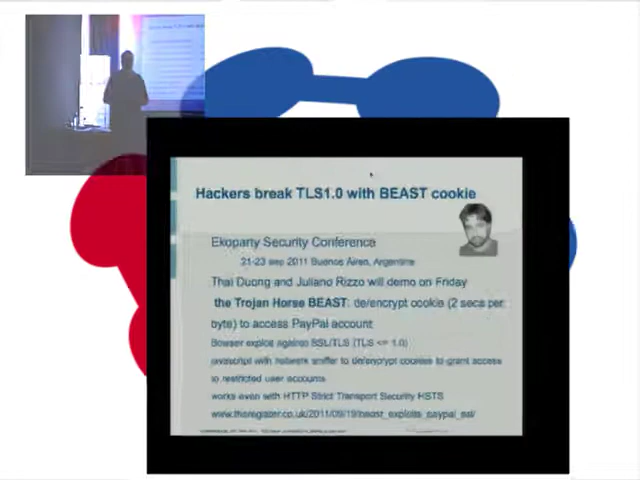 Hackers break TLS1.0 with BEAST cookie
Ekoparty Security Conference
21-23 sep 2011 Buenos Aires, Argentine
Thai Duong and Juliano Rizzo will demo on Friday
the Trojan Horse BEAST: de/encrypt cookie (2 secs per
byte) to access PayPal account
Bowser exploit against SSL/TLS (TLS <= 1.0)
javascript with network sniffer to de/encrypt cookies to grant access
to restricted user accounts
works even with HTTP Strict Transport Security HSTS
www.theregister.co.uk/2011/09/19/beast_exploits_paypal_ssl/